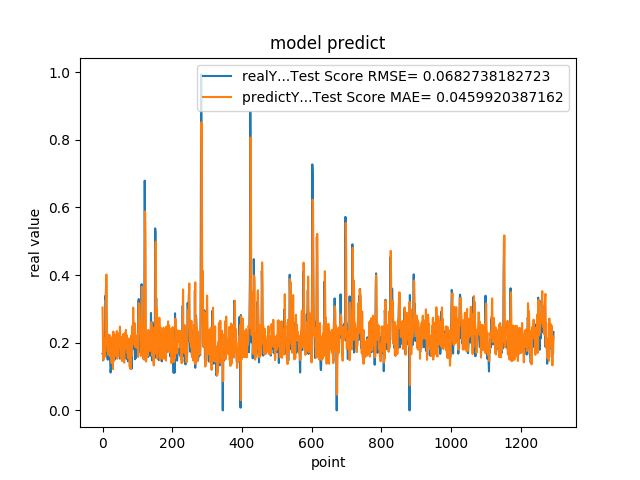 model predict
realY...Test Score RMSE= 0.0682738182723
predictY...Test Score MAE= 0.0459920387162
1.0
0.8
0.6
0.4
0.2
0.0
real value
0 200 400 600 800 1000 1200
point